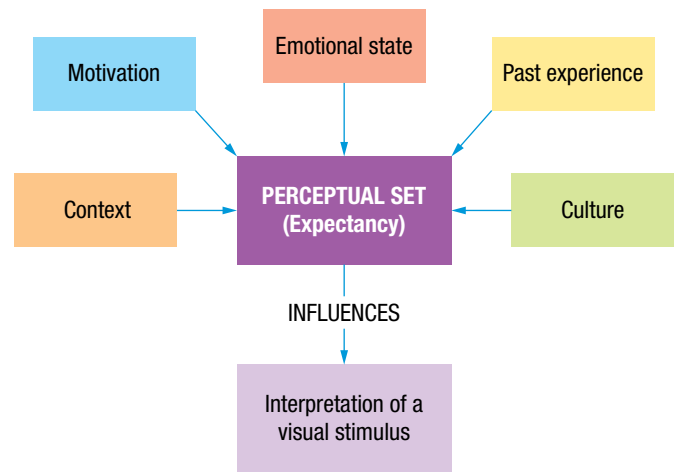 Emotional state
Motivation
Past experience
Context
PERCEPTUAL SET
(Expectancy)
Culture
INFLUENCES
Interpretation of a
visual stimulus